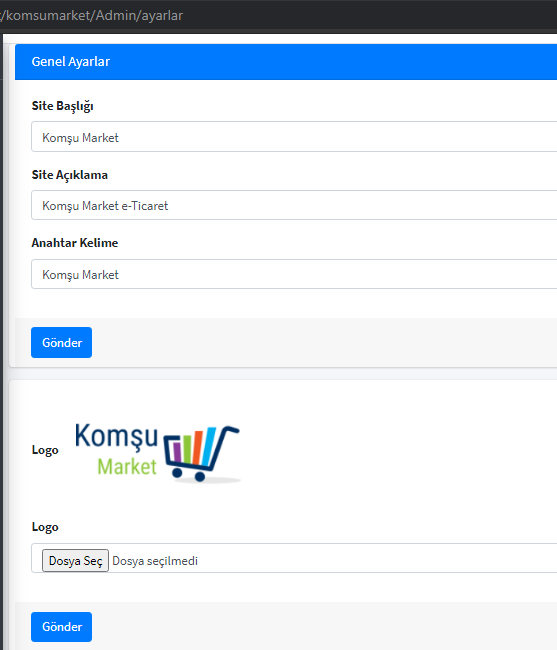 /komsumarket/Admin/ayarlar
Genel Ayarlar
Site Başlığı
Komşu Market
Site Açıklama
Komşu Market e-Ticaret
Anahtar Kelime
Komşu Market
Gönder
Logo
Komşu
Market
Logo
Dosya Seç Dosya seçilmedi
Gönder